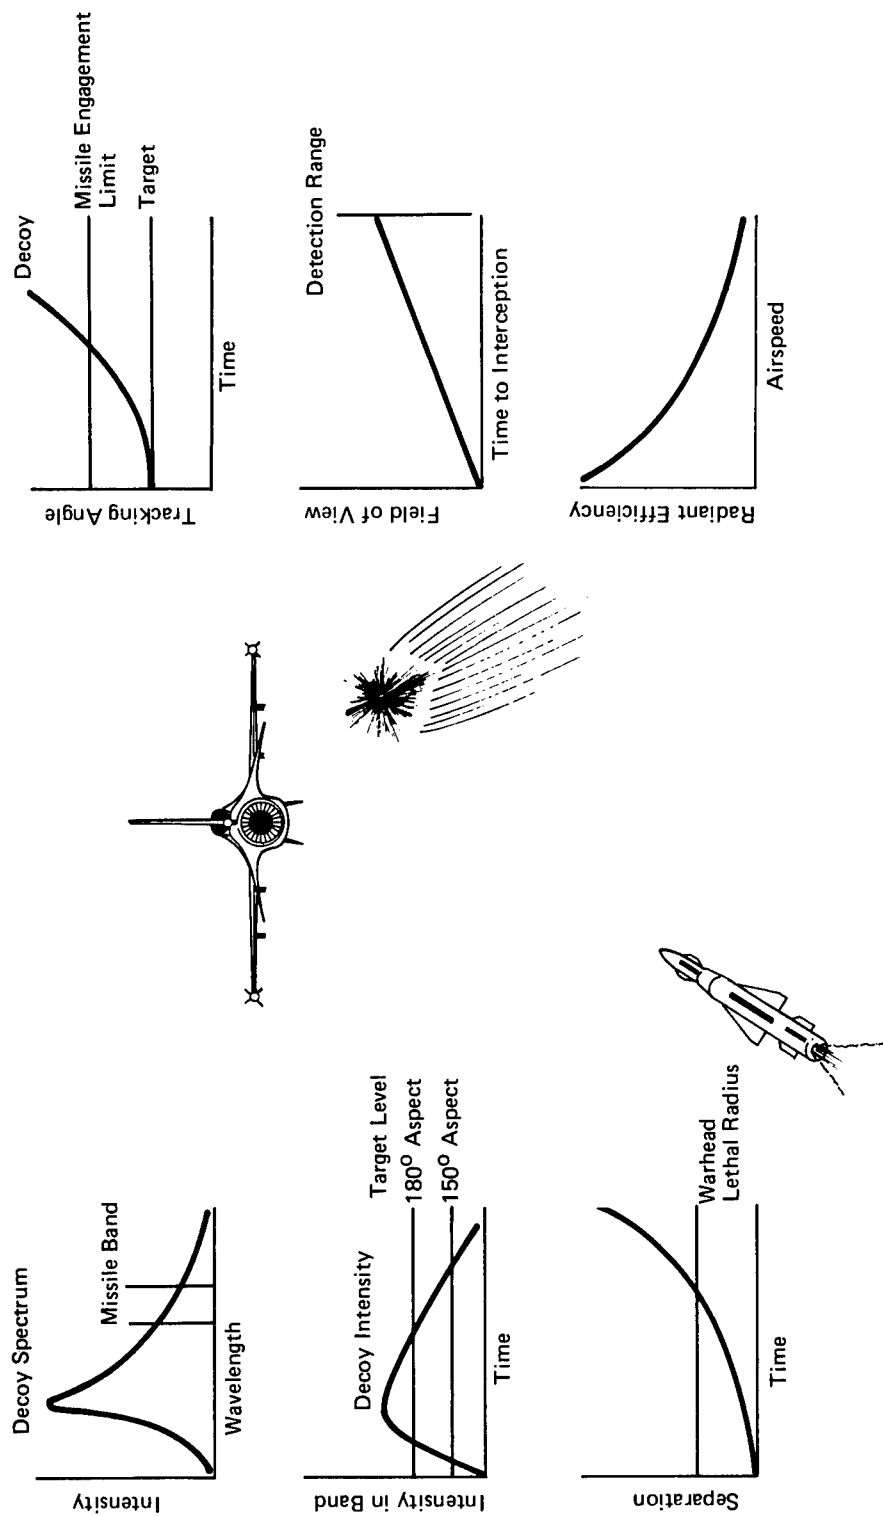 Decoy Spectrum
Missile Band
Intensity
Wavelength
Decoy
Missile Engagement
Limit
Target
Tracking Angle
Time
Target Level
Decoy Intensity
180° Aspect
150° Aspect
Intensity in Band
Time
Detection Range
Field of View
Time to Interception
Warhead
Lethal Radius
Separation
Time
Radiant Efficiency
Airspeed